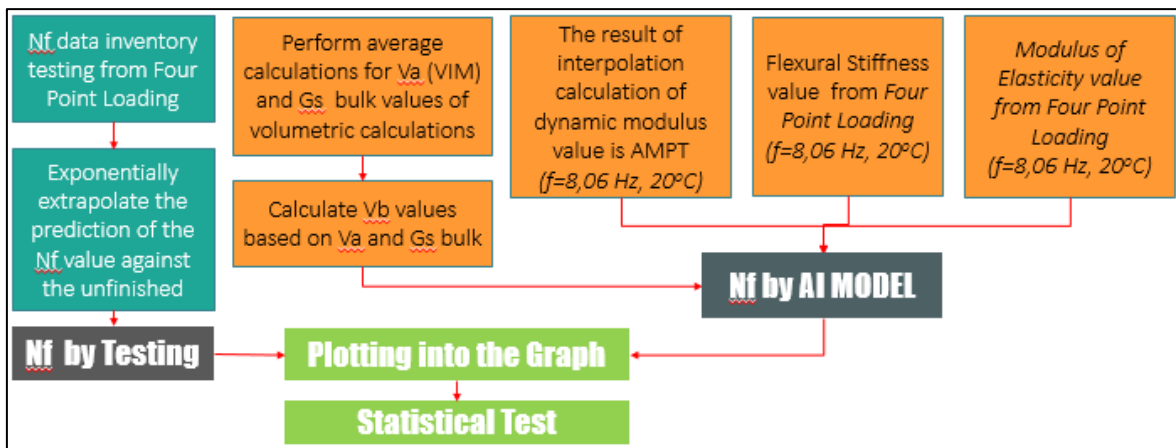 Nf data inventory
testing from Four
Point Loading
Exponentially
extrapolate the
prediction of the
Nf value against
the unfinished
Nf by Testing
Perform average
calculations for Va (VIM)
and Gs bulk values of
volumetric calculations
Calculate Vb values
based on Va and Gs bulk
The result of
interpolation
calculation of
dynamic modulus
value is AMPT
(f=8,06 Hz, 20ºC)
Flexural Stiffness
value from Four
Point Loading
(f=8,06 Hz, 20ºC)
Modulus of
Elasticity value
from Four Point
Loading
(f=8,06 Hz, 20ºC)
Nf by AI MODEL
Plotting into the Graph
Statistical Test